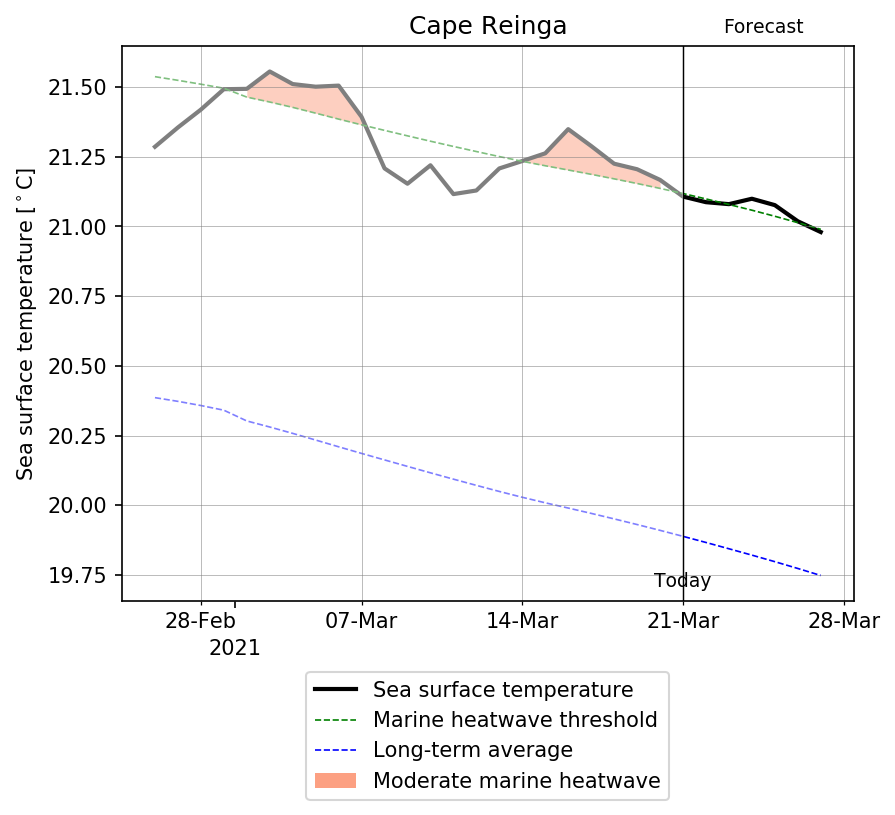 Cape Reinga
Forecast
Sea surface temperature [°C]
21.50
21.25
21.00
20.75
20.50
20.25
20.00
19.75
Today
28-Feb 07-Mar 14-Mar 21-Mar 28-Mar
2021
Sea surface temperature
Marine heatwave threshold
Long-term average
Moderate marine heatwave